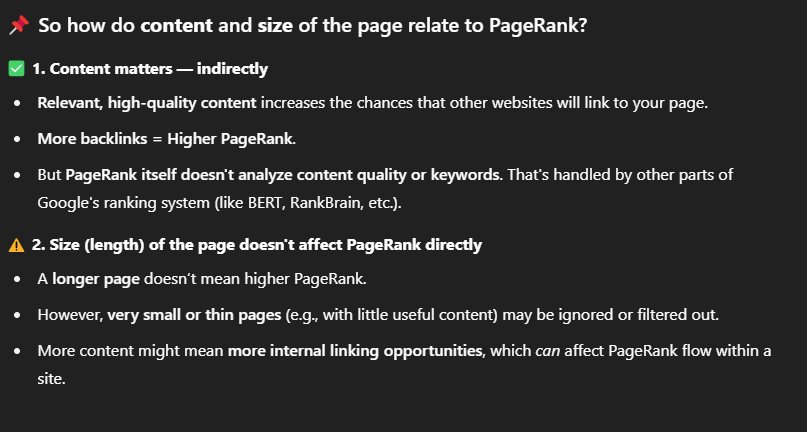 📌 So how do content and size of the page relate to PageRank?
✅ 1. Content matters — indirectly
• Relevant, high-quality content increases the chances that other websites will link to your page.
• More backlinks = Higher PageRank.
• But PageRank itself doesn't analyze content quality or keywords. That's handled by other parts of
Google's ranking system (like BERT, RankBrain, etc.).
⚠️ 2. Size (length) of the page doesn't affect PageRank directly
• A longer page doesn't mean higher PageRank.
• However, very small or thin pages (e.g., with little useful content) may be ignored or filtered out.
• More content might mean more internal linking opportunities, which can affect PageRank flow within a
site.